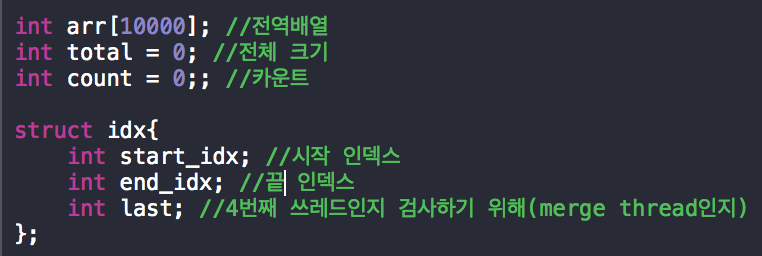 int arr[10000]; //전역배열
int total = 0; //전체 크기
int count = 0;; //카운트
struct idx{
int start_idx; //시작 인덱스
int end_idx; //끝 인덱스
int last; //4번째 쓰레드인지 검사하기 위해(merge thread인지)
};